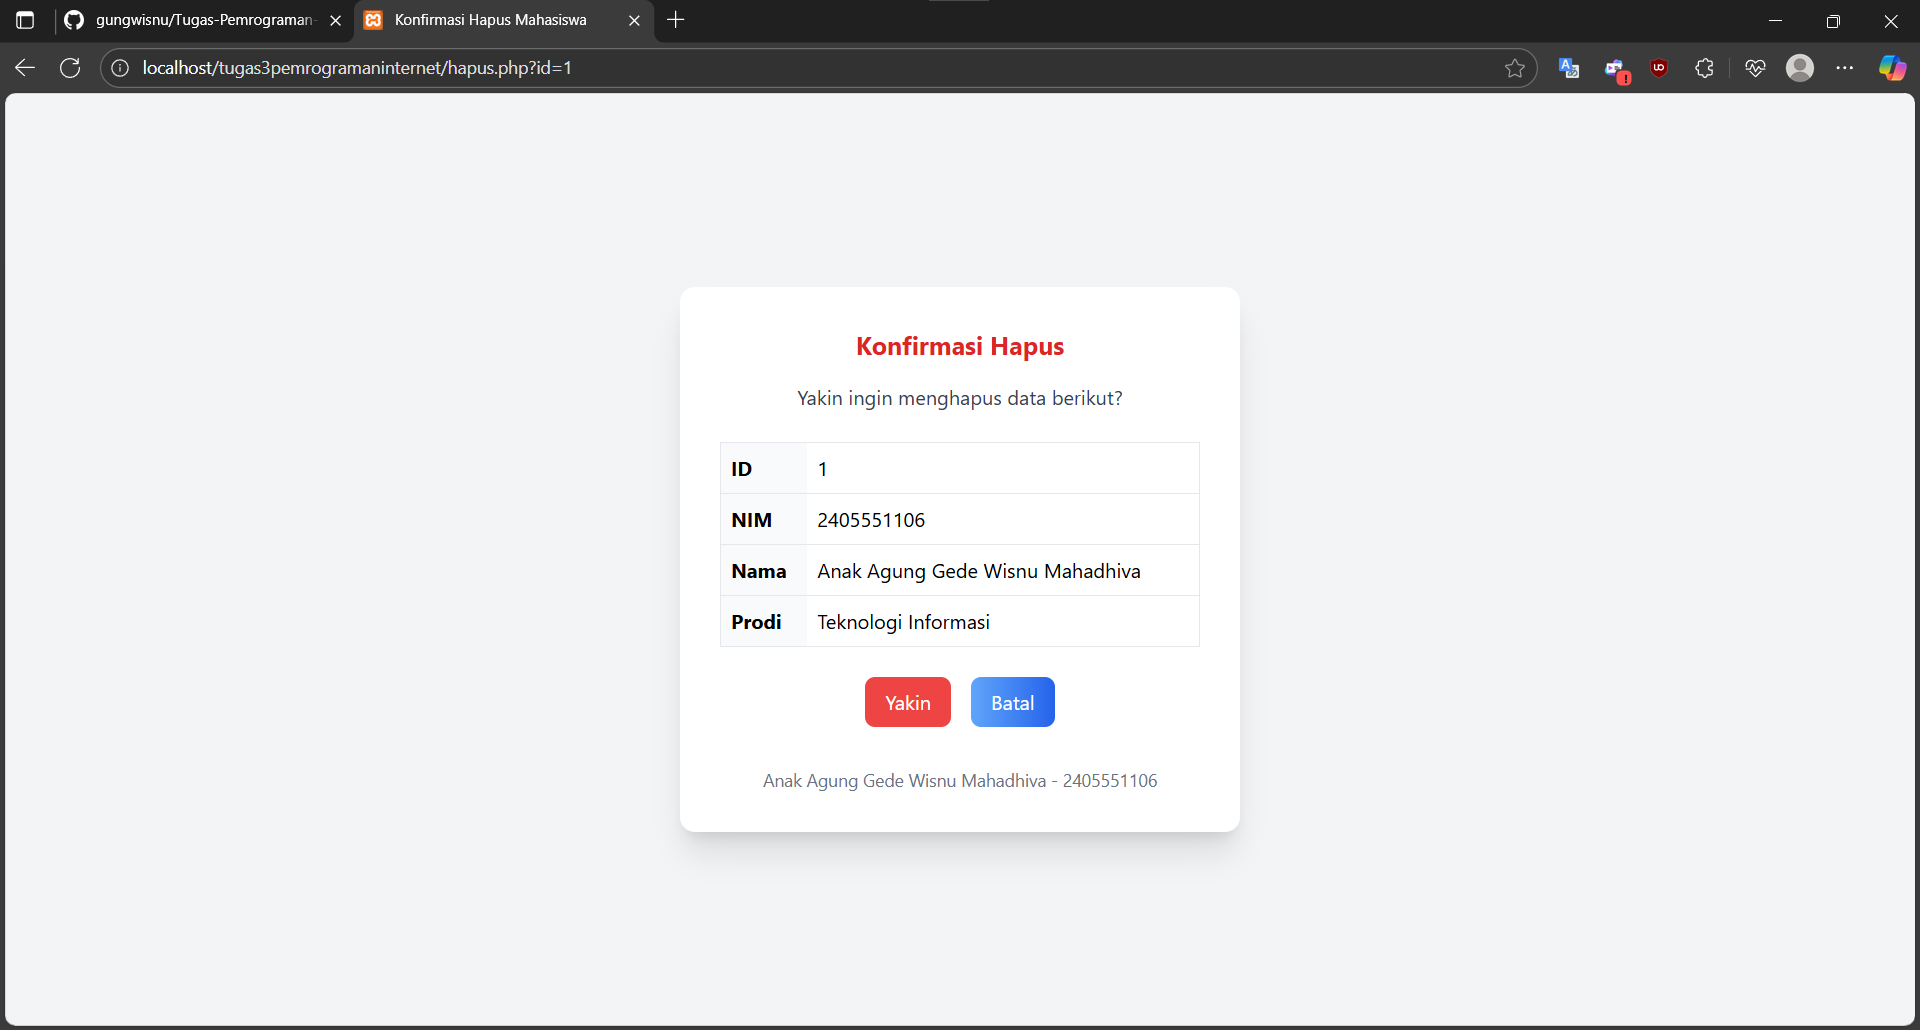 gungwisnu/Tugas-Pemrograman-
Konfirmasi Hapus Mahasiswa
localhost/tugas3pemrogramaninternet/hapus.php?id=1
Konfirmasi Hapus
Yakin ingin menghapus data berikut?
ID 1
NIM 2405551106
Nama Anak Agung Gede Wisnu Mahadhiva
Prodi Teknologi Informasi
Yakin Batal
Anak Agung Gede Wisnu Mahadhiva - 2405551106